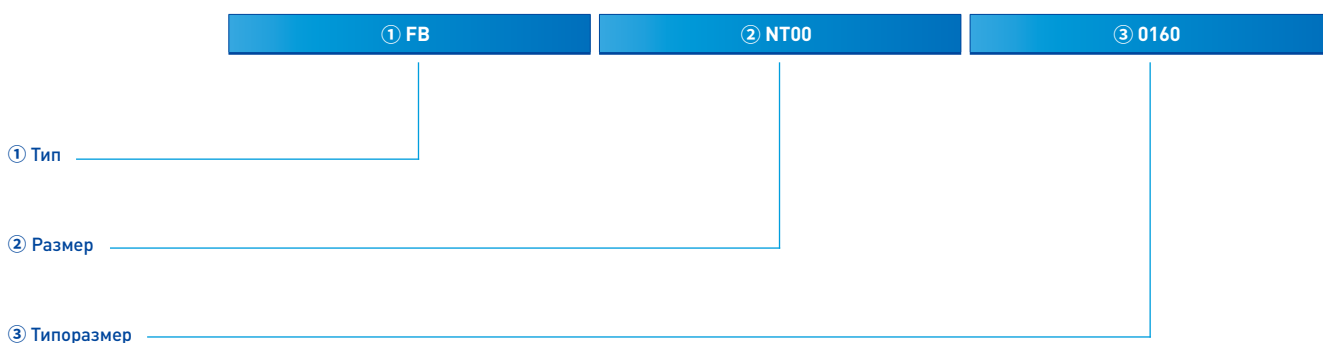 ① FB
② NT00
③ 0160
① Тип
② Размер
③ Типоразмер